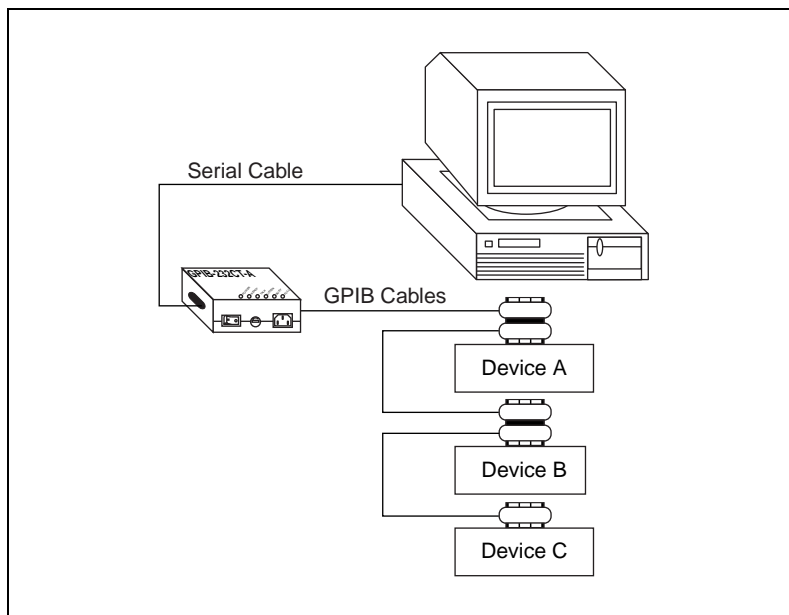 Serial Cable
GPIB-232CT-A
GPIB Cables
Device A
Device B
Device C